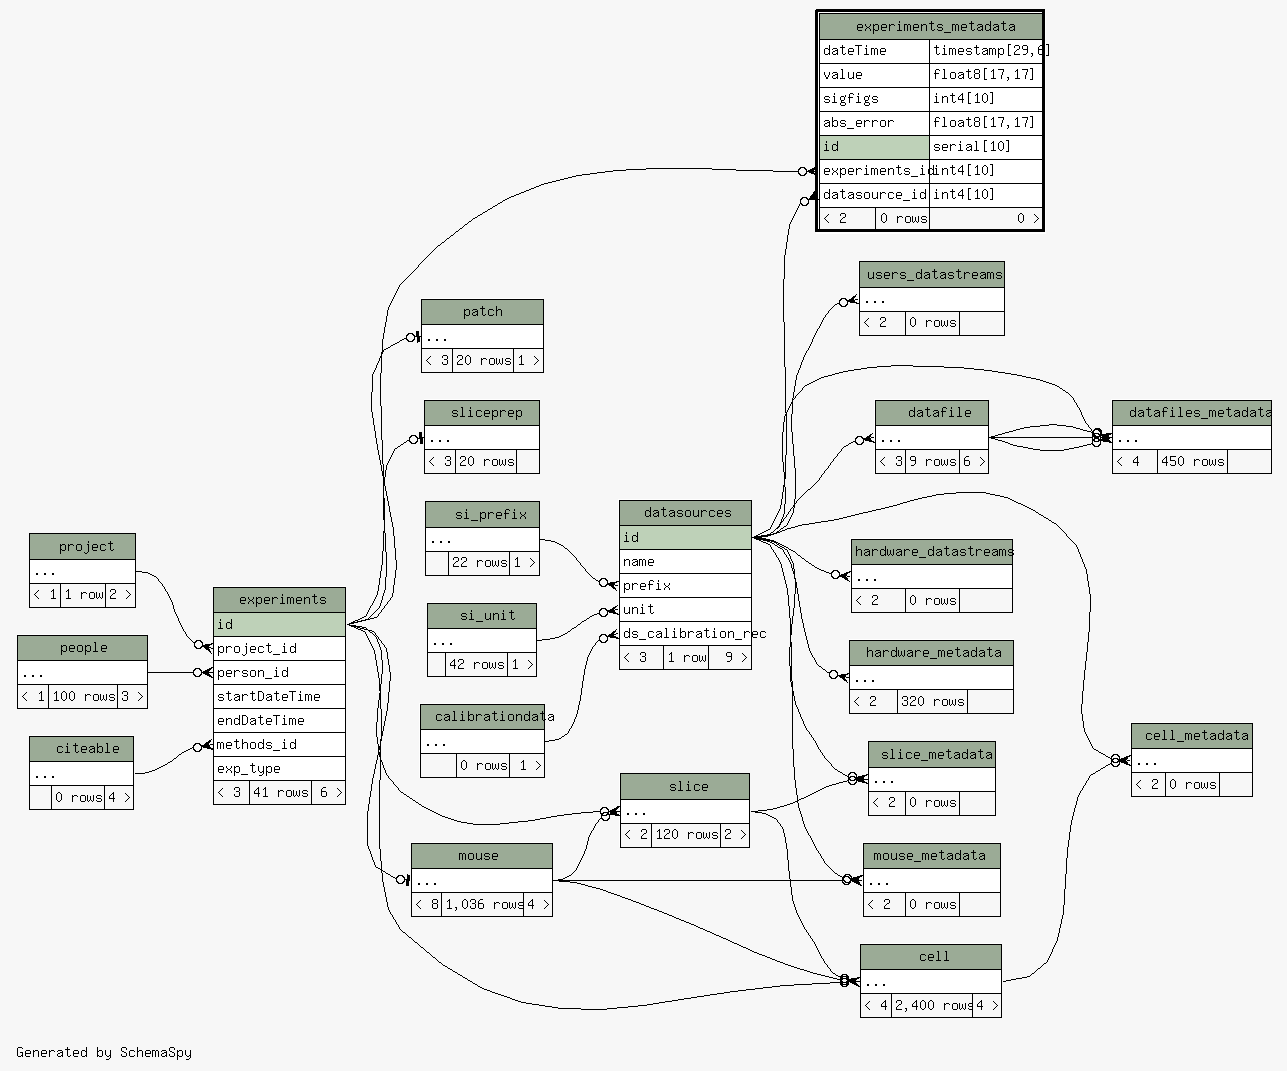 experiments_metadata
dateTime timestamp[29,6]
value float8[17,17]
sigfigs int4[10]
abs_error float8[17,17]
id serial[10]
experiments_id int4[10]
datasource_id int4[10]
< 2 0 rows 0 >
users_datastreams
...
< 2 0 rows
patch
...
< 3 20 rows 1 >
sliceprep
...
< 3 20 rows
datafile
...
< 3 9 rows 6 >
datafiles_metadata
...
< 4 450 rows
si_prefix
...
22 rows 1 >
datasources
id
name
prefix
unit
ds_calibration_rec
< 3 1 row 9 >
hardware_datastreams
...
< 2 0 rows
project
...
< 1 1 row 2 >
experiments
id
project_id
person_id
startDateTime
endDateTime
methods_id
exp_type
< 3 41 rows 6 >
si_unit
...
42 rows 1 >
people
...
< 1 100 rows 3 >
hardware_metadata
...
< 2 320 rows
calibrationdata
...
0 rows 1 >
citeable
...
0 rows 4 >
cell_metadata
...
< 2 0 rows
slice_metadata
...
< 2 0 rows
slice
...
< 2 120 rows 2 >
mouse
...
< 8 1,036 rows 4 >
mouse_metadata
...
< 2 0 rows
cell
...
< 4 2,400 rows 4 >
Generated by SchemaSpy